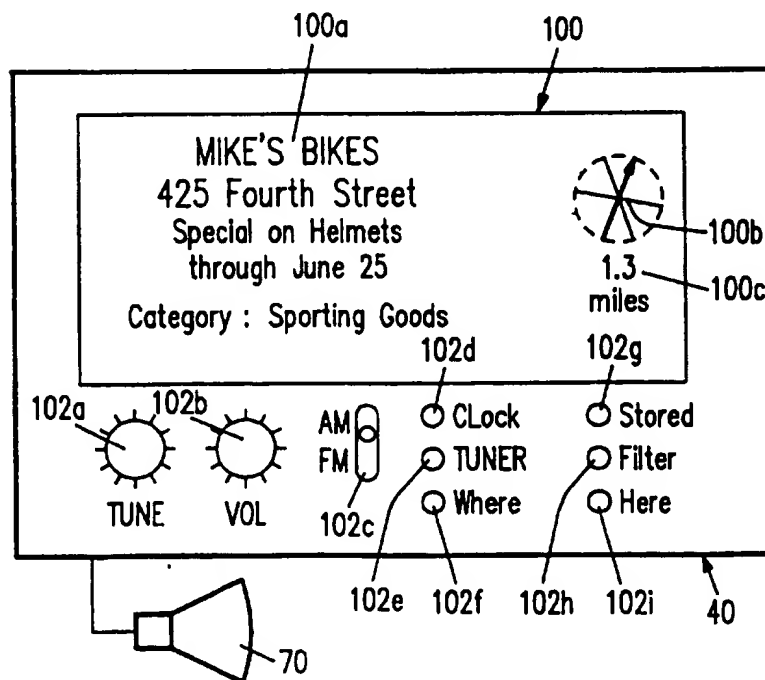 100a
100
MIKE'S BIKES
425 Fourth Street
Special on Helmets
through June 25
Category : Sporting Goods
100b
1.3
miles
100c
102d
102g
102a
102b
AM
FM
CLock
TUNER
Where
Stored
Filter
Here
TUNE
VOL
102c
102e
102f
102h
102i
40
70